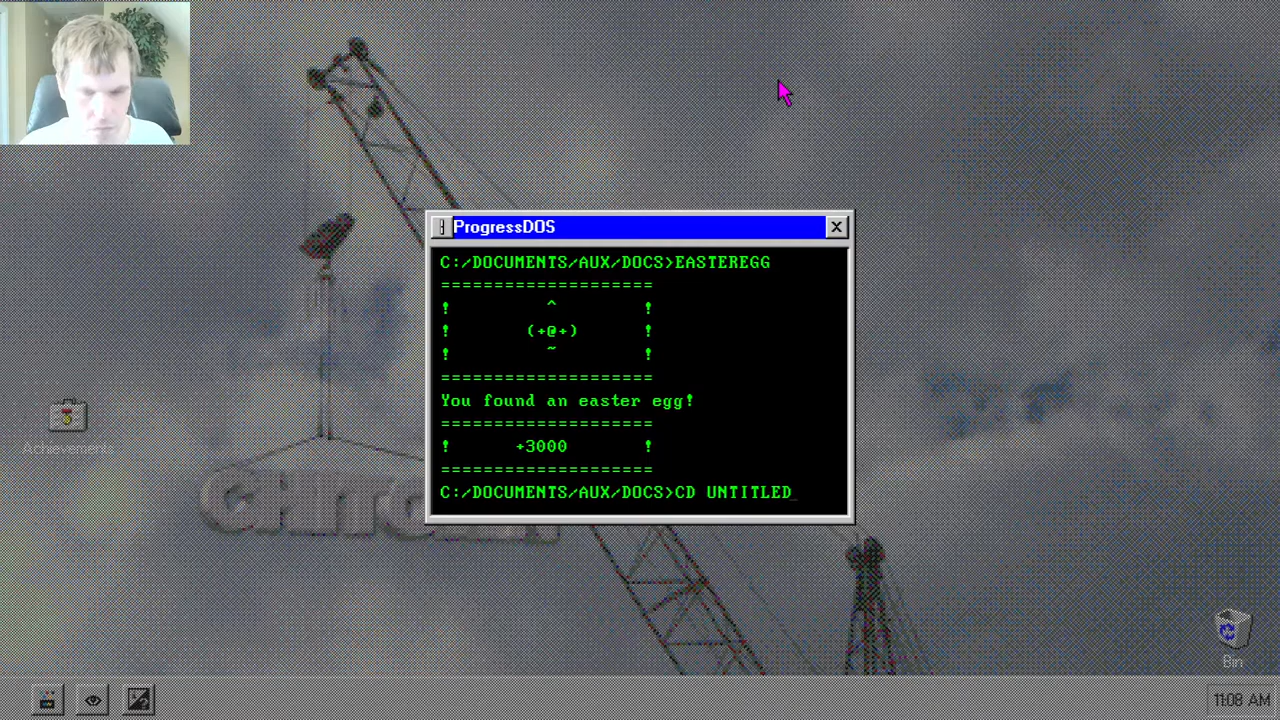 ProgressDOS
C:/DOCUMENTS/AUX/DOCS>EASTEREGG
====================
!         ^        !
!       (+@+)      !
!         ~        !
====================
You found an easter egg!
====================
!      +3000       !
====================
C:/DOCUMENTS/AUX/DOCS>CD UNTITLED_
Achievements
Bin
11:08 AM